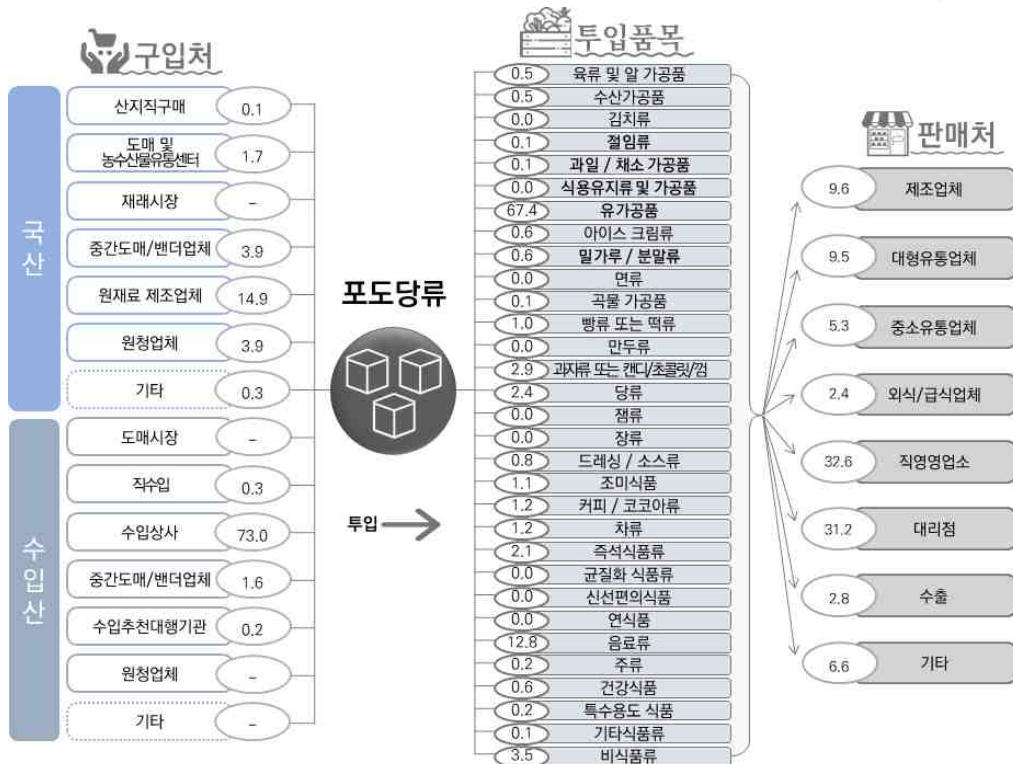 구입처
국산
산지직구매 0.1
도매 및
농수산물유통센터 1.7
재래시장 –
중간도매/밴더업체 3.9
원재료 제조업체 14.9
원청업체 3.9
기타 0.3
수입산
도매시장 –
직수입 0.3
수입상사 73.0
중간도매/밴더업체 1.6
수입추천대행기관 0.2
원청업체 –
기타 –
포도당류
투입
투입품목
0.5 육류 및 알 가공품
0.5 수산가공품
0.0 김치류
0.1 절임류
0.1 과일 / 채소 가공품
0.0 식용유지류 및 가공품
67.4 유가공품
0.6 아이스 크림류
0.6 밀가루 / 분말류
0.0 면류
0.1 곡물 가공품
1.0 빵류 또는 떡류
0.0 만두류
2.9 과자류 또는 캔디/초콜릿/껌
2.4 당류
0.0 잼류
0.0 장류
0.8 드레싱 / 소스류
1.1 조미식품
1.2 커피 / 코코아류
1.2 차류
2.1 즉석식품류
0.0 균질화 식품류
0.0 신선편의식품
0.0 연식품
12.8 음료류
0.2 주류
0.6 건강식품
0.2 특수용도 식품
0.1 기타식품류
3.5 비식품류
판매처
9.6 제조업체
9.5 대형유통업체
5.3 중소유통업체
2.4 외식/급식업체
32.6 직영영업소
31.2 대리점
2.8 수출
6.6 기타